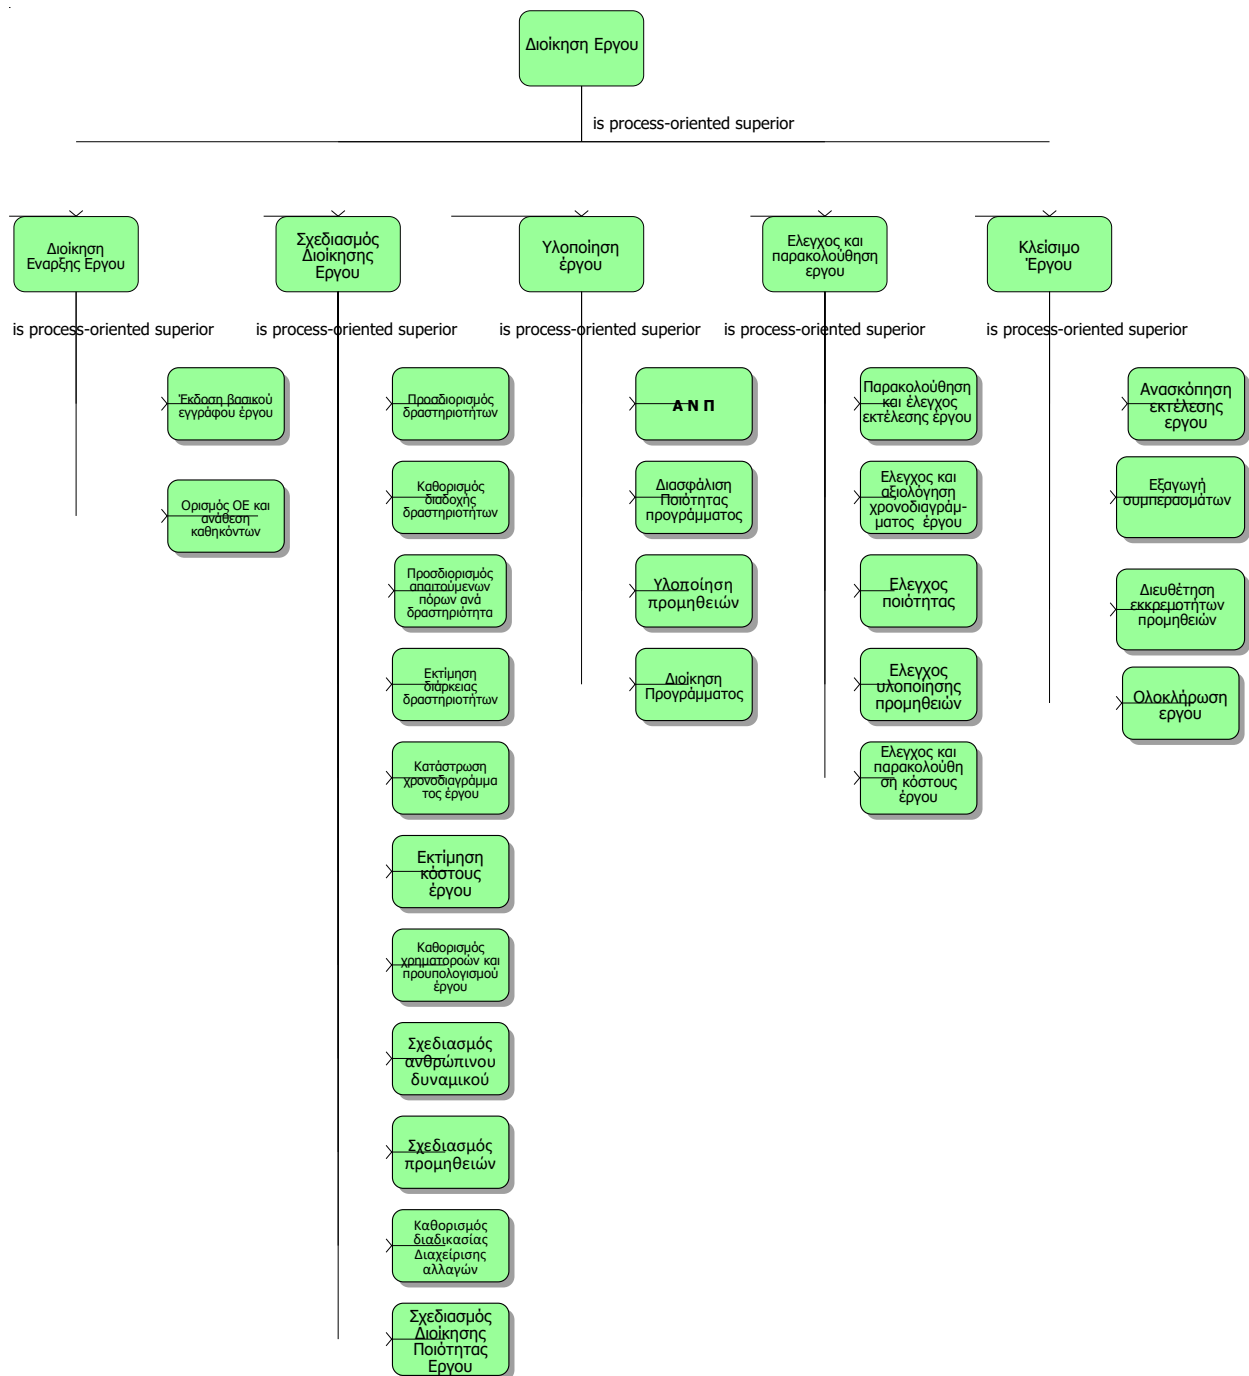 Διοίκηση Εργου
is process-oriented superior
Διοίκηση
Εναρξης Εργου
Σχεδιασμός
Διοίκησης
Εργου
Υλοποίηση
έργου
Ελεγχος και
παρακολούθηση
εργου
Κλείσιμο
Έργου
is process-oriented superior
is process-oriented superior
is process-oriented superior
is process-oriented superior
is process-oriented superior
Έκδοση βασικού
εγγράφου έργου
Ορισμός ΟΕ και
ανάθεση
καθηκόντων
Προσδιορισμός
δραστηριοτήτων
Καθορισμός
διαδοχής
δραστηριοτήτων
Προσδιορισμός
απαιτούμενων
πόρων ανά
δραστηριότητα
Εκτίμηση
διάρκειας
δραστηριοτήτων
Κατάστρωση
χρονοδιαγράμμα
τος έργου
Εκτίμηση
κόστους
έργου
Καθορισμός
χρηματοροών και
προυπολογισμού
έργου
Σχεδιασμός
ανθρώπινου
δυναμικού
Σχεδιασμός
προμηθειών
Καθορισμός
διαδικασίας
Διαχείρισης
αλλαγών
Σχεδιασμός
Διοίκησης
Ποιότητας
Εργου
Α Ν Π
Διασφάλιση
Ποιότητας
προγράμματος
Υλοποίηση
προμηθειών
Διοίκηση
Προγράμματος
Παρακολούθηση
και έλεγχος
εκτέλεσης έργου
Ελεγχος και
αξιολόγηση
χρονοδιαγράμ-
ματος έργου
Ελεγχος
ποιότητας
Ελεγχος
υλοποίησης
προμηθειών
Ελεγχος και
παρακολούθη
ση κόστους
έργου
Ανασκόπηση
εκτέλεσης
εργου
Εξαγωγή
συμπερασμάτων
Διευθέτηση
εκκρεμοτήτων
προμηθειών
Ολοκλήρωση
εργου